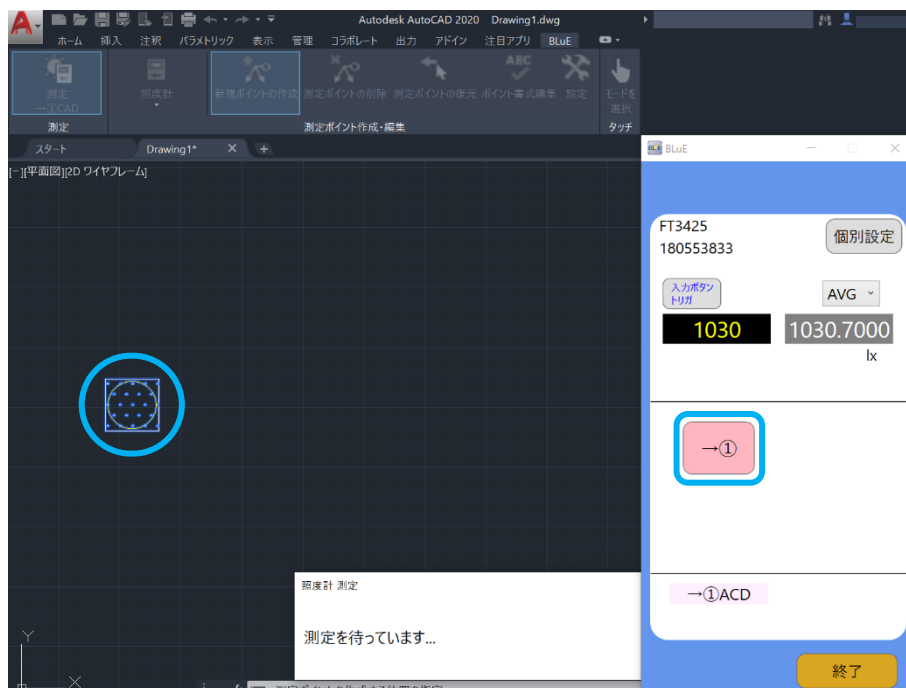 Autodesk AutoCAD 2020 Drawing1.dwg
ホーム 挿入 注釈 パラメトリック 表示 管理 コラボレート 出力 アドイン 注目アプリ BLuE
ABC
測定 照度計 新規ポイントの作成 測定ポイントの削除 測定ポイントの復元 ポイント書式編集 設定 モードを
→①CAD 選択
測定 測定ポイント作成・編集 タッチ
スタート Drawing1* X +
[-][平面図][2D ワイヤフレーム]
BLuE
FT3425
180553833
個別設定
入力ボタン
トリガ
AVG
1030 1030.7000
lx
→①
照度計 測定
測定を待っています...
→①ACD
Y
X
終了